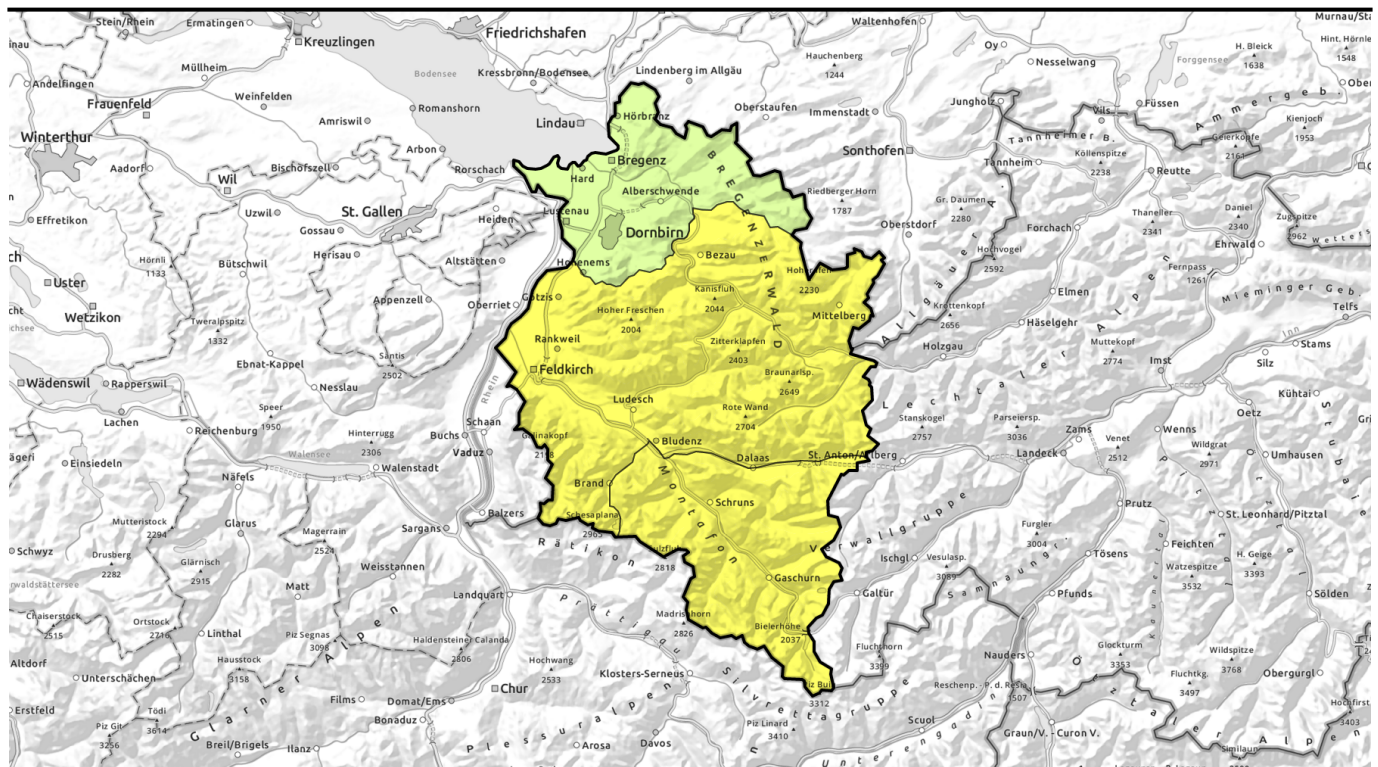 Stein/Rhein
Ermatingen
Kreuzlingen
Friedrichshafen
Waltenhofen
Murnau/Sta
Oy
Hint. Hörnle
1548
H. Bleick
1638
Hauchenberg
1244
Nesselwang
Forggensee
Müllheim
Bodensee
Kressbronn/Bodensee
Lindenberg im Allgäu
Andelfingen
Frauenfeld
Weinfelden
Romanshorn
Oberstaufen
Immenstadt
Jungholz
Füssen
Vils
Ammergeb.
Kienjoch
1953
Amriswil
Lindau
Hörbranz
Winterthur
Tannheimer B.
Geierköpfe
2161
Aadorf
Bischofszell
Arbon
Bregenz
Sonthofen
Tannheim
Köllenspitze
2238
Reutte
Rorschach
Hard
BREGENZERWALD
Wil
Alberschwende
Riedberger Horn
1787
Gr. Daumen
2280
Effretikon
Uzwil
St. Gallen
Heiden
Lustenau
Thaneller
2341
Daniel
2340
Zugspitze
2962
Gossau
Dornbirn
Oberstdorf
Forchach
Ehrwald
Wetters
Hörnli
1133
Herisau
Altstätten
Bezau
Hochvogel
2592
Fernpass
1261
Bütschwil
Hohenems
2230
Uster
Appenzell
Oberriet
Götzis
Kanisfluh
2044
Elmen
Mieminger Geb.
Wetzikon
Tweralpspitz
1332
Hoher Freschen
2004
Mittelberg
Krottenkopf
2656
Telfs
Häselgehr
Allgäuer A.
Inn
Rankweil
Zitterklapfen
2403
Holzgau
Muttekopf
2774
Stams
Säntis
2502
Ebnat-Kappel
Imst
Silz
Wädenswil
Rapperswil
Nesslau
Feldkirch
Braunarlsp.
2649
Lechtaler Alpen
Kühtai
Rhein
Lachen
Speer
1950
Ludesch
Rote Wand
2704
Stanskogel
2757
Parseiersp.
3036
Oetz
Reichenburg
Hinterrugg
2306
Schaan
Buchs
Bludenz
Zams
Venet
2512
Wenns
Wildgrat
2971
Walensee
Vaduz
Dalaas
St. Anton/Arlberg
Landeck
Umhausen
Einsiedeln
Walenstadt
Näfels
Brand
Schruns
Prutz
Balzers
Schesaplana
Montafon
Verwallgruppe
St. Leonhard/Pitztal
Mutteristock
2294
Glarus
Magerrain
2524
Sargans
Furgler
3004
Schwyz
Drusberg
2282
Rätikon
2818
Ischgl
Vesulasp.
3089
Tösens
Feichten
H. Geige
3393
Glärnisch
2915
Weisstannen
Gaschurn
Samnaungr.
Watzespitze
3532
Matt
Landquart
Galtür
Pfunds
Sölden
Chaiserstock
2515
Ortstock
2716
Prättigau
Madrishorn
2826
Bielerhöhe
2037
Linthal
Piz Segnas
3098
Haldensteiner Calanda
2806
Fluchthorn
3399
Nauders
Glockturm
3353
Wildspitze
3768
Altdorf
Hausstock
3158
Hochwang
2533
Klosters-Serneus
Obergurgl
Unterschächen
Chur
Silvrettagruppe
3312
Reschenp. - P. d. Resia
1507
Fluchtkg.
3497
Films
Domat/Ems
Hochfirst
3403
Erstfeld
Tödi
3614
Bonaduz
Piz Linard
3410
Scuol
Glarner Alpen
Piz Git
3256
Breil/Brigels
Ilanz
Plessuralpen
Arosa
Davos
Unterengadin
Graun/V. - Curon V.
Ötztaler Alpen
Similaun